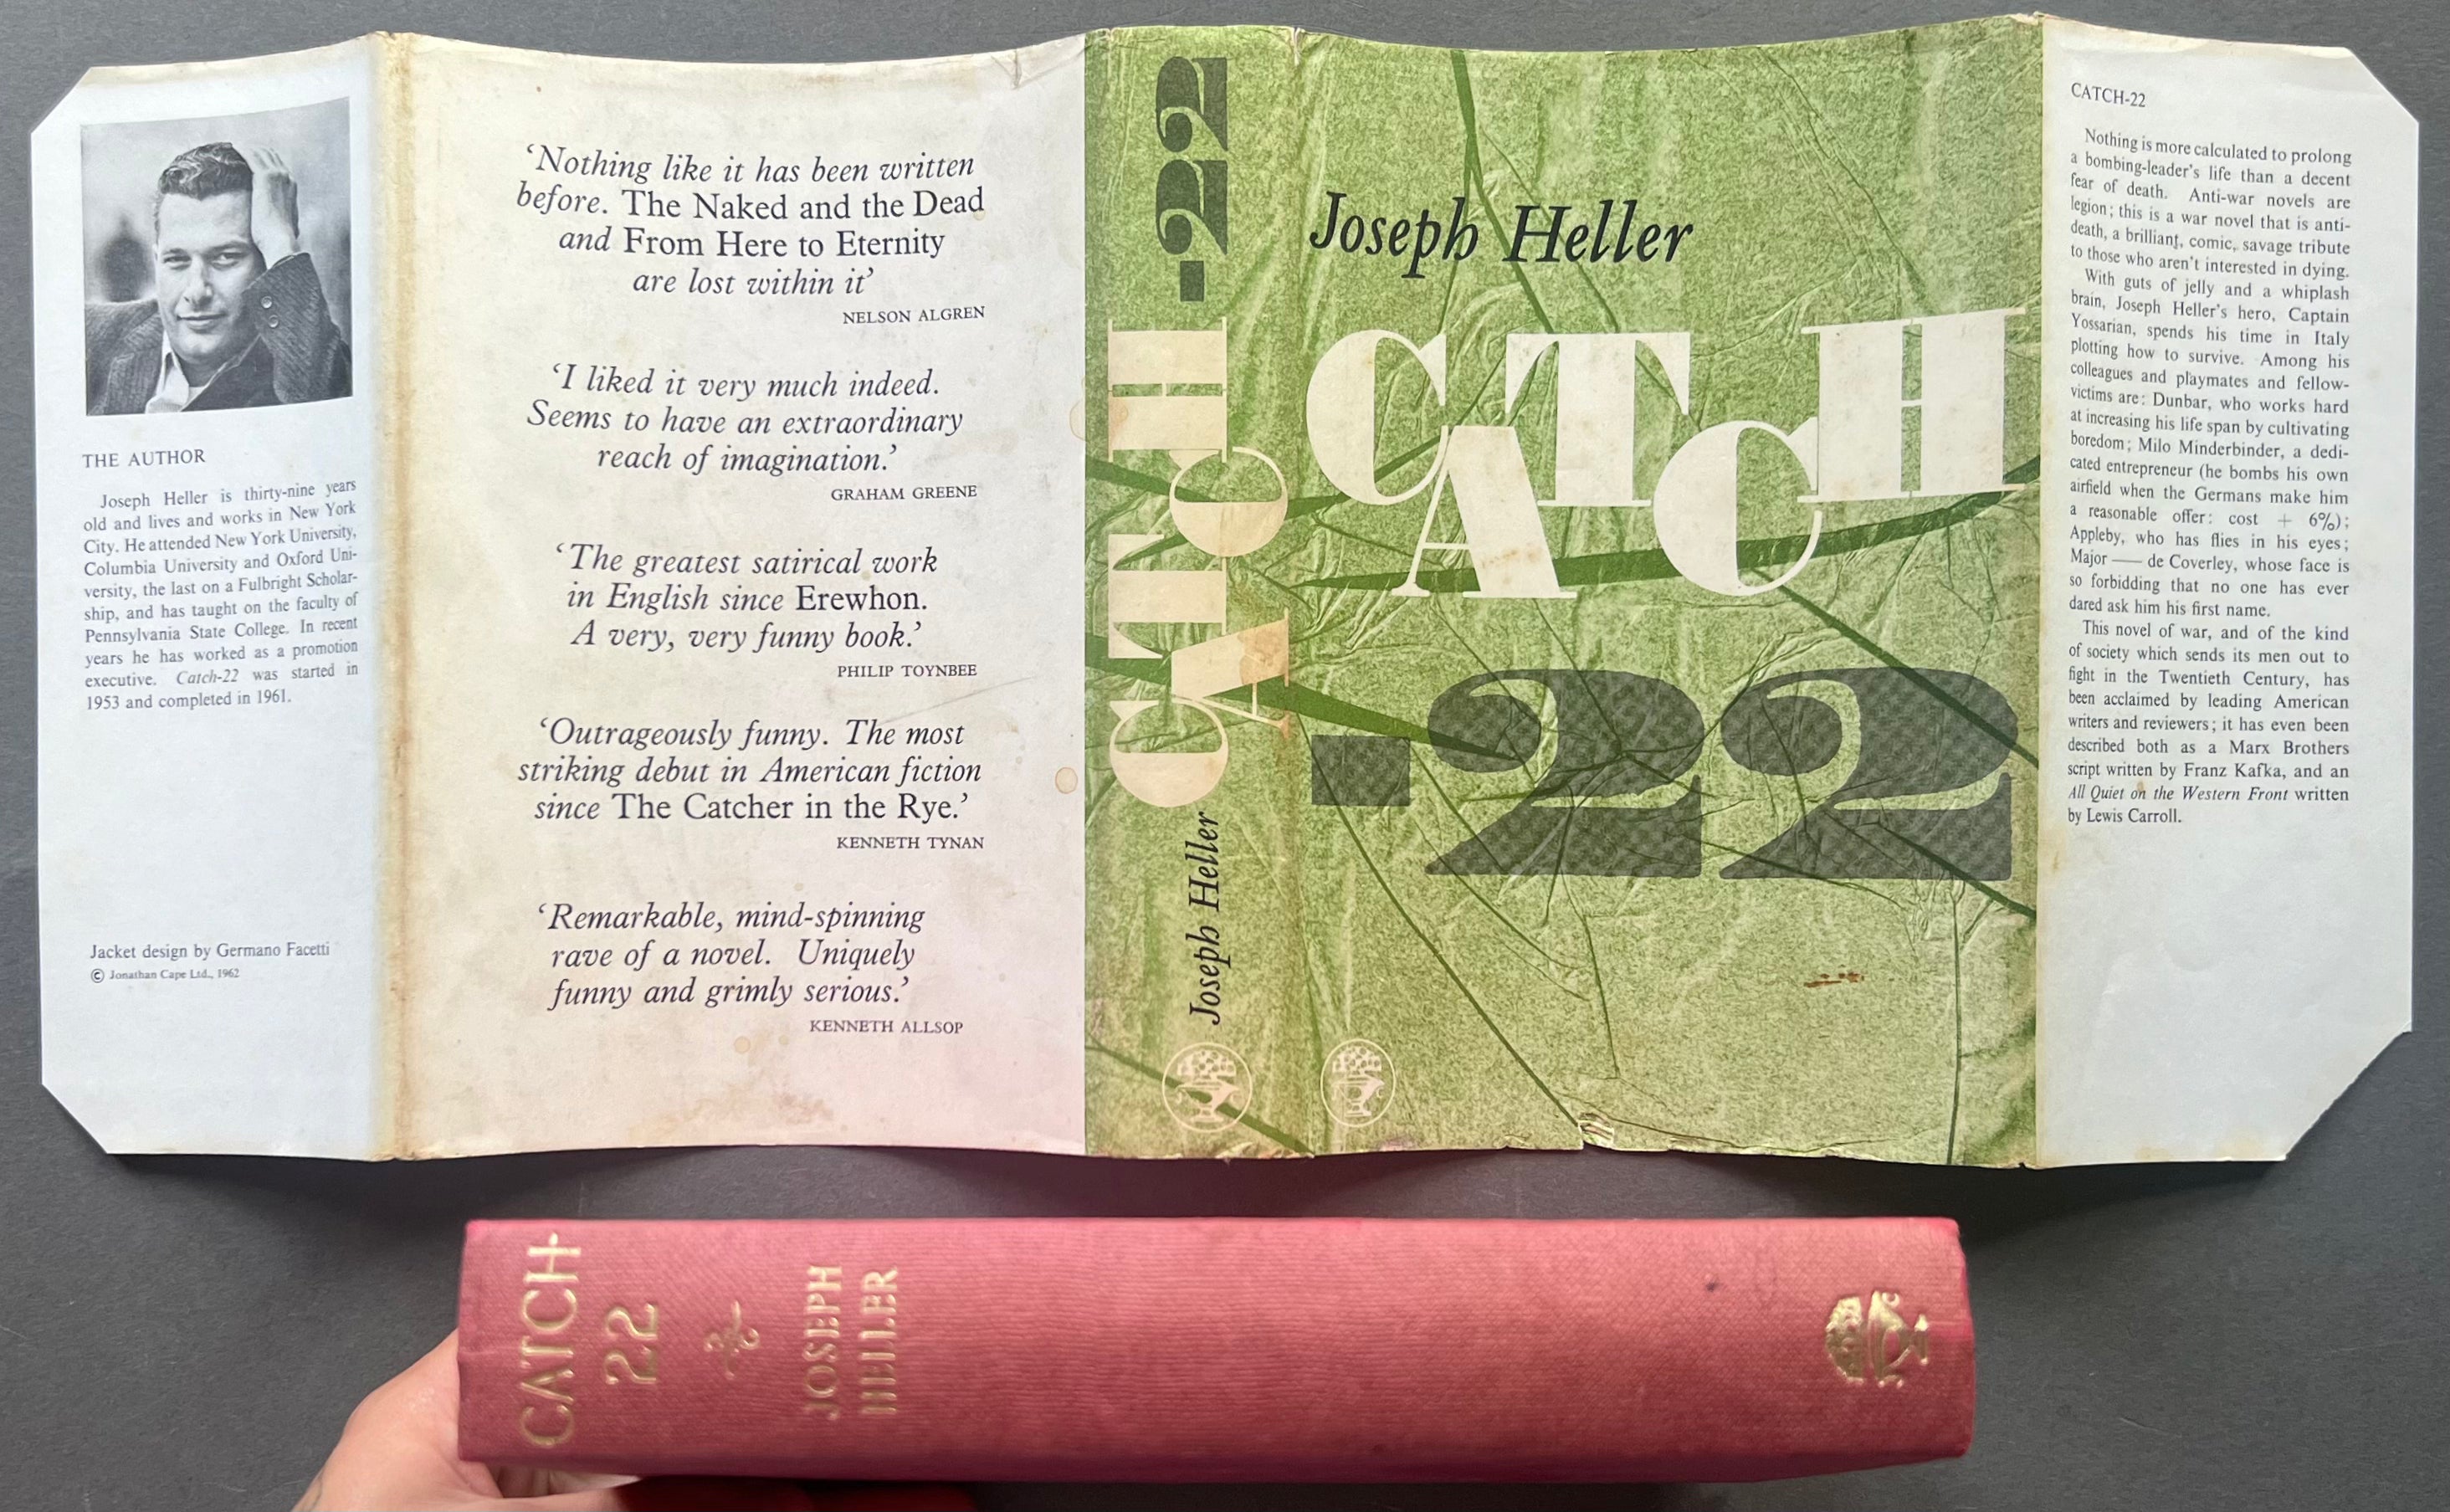 THE AUTHOR
Joseph Heller is thirty-nine years
old and lives and works in New York
City. He attended New York University,
Columbia University and Oxford Uni-
versity, the last on a Fulbright Scholar-
ship, and has taught on the faculty of
Pennsylvania State College. In recent
years he has worked as a promotion
executive. Catch-22 was started in
1953 and completed in 1961.
Jacket design by Germano Facetti
© Jonathan Cape Ltd., 1962
‘Nothing like it has been written
before. The Naked and the Dead
and From Here to Eternity
are lost within it’
NELSON ALGREN
‘I liked it very much indeed.
Seems to have an extraordinary
reach of imagination.’
GRAHAM GREENE
‘The greatest satirical work
in English since Erewhon.
A very, very funny book.’
PHILIP TOYNBEE
‘Outrageously funny. The most
striking debut in American fiction
since The Catcher in the Rye.’
KENNETH TYNAN
‘Remarkable, mind-spinning
rave of a novel. Uniquely
funny and grimly serious.’
KENNETH ALLSOP
Joseph Heller CATCH-22
Joseph Heller
CATCH
-22
CATCH-22
Nothing is more calculated to prolong
a bombing-leader's life than a decent
fear of death. Anti-war novels are
legion; this is a war novel that is anti-
death, a brilliant, comic, savage tribute
to those who aren't interested in dying.
With guts of jelly and a whiplash
brain, Joseph Heller's hero, Captain
Yossarian, spends his time in Italy
plotting how to survive. Among his
colleagues and playmates and fellow-
victims are: Dunbar, who works hard
at increasing his life span by cultivating
boredom; Milo Minderbinder, a dedi-
cated entrepreneur (he bombs his own
airfield when the Germans make him
a reasonable offer: cost + 6%);
Appleby, who has flies in his eyes;
Major —— de Coverley, whose face is
so forbidding that no one has ever
dared ask him his first name.
This novel of war, and of the kind
of society which sends its men out to
fight in the Twentieth Century, has
been acclaimed by leading American
writers and reviewers; it has even been
described both as a Marx Brothers
script written by Franz Kafka, and an
All Quiet on the Western Front written
by Lewis Carroll.
CATCH
22
JOSEPH
HELLER